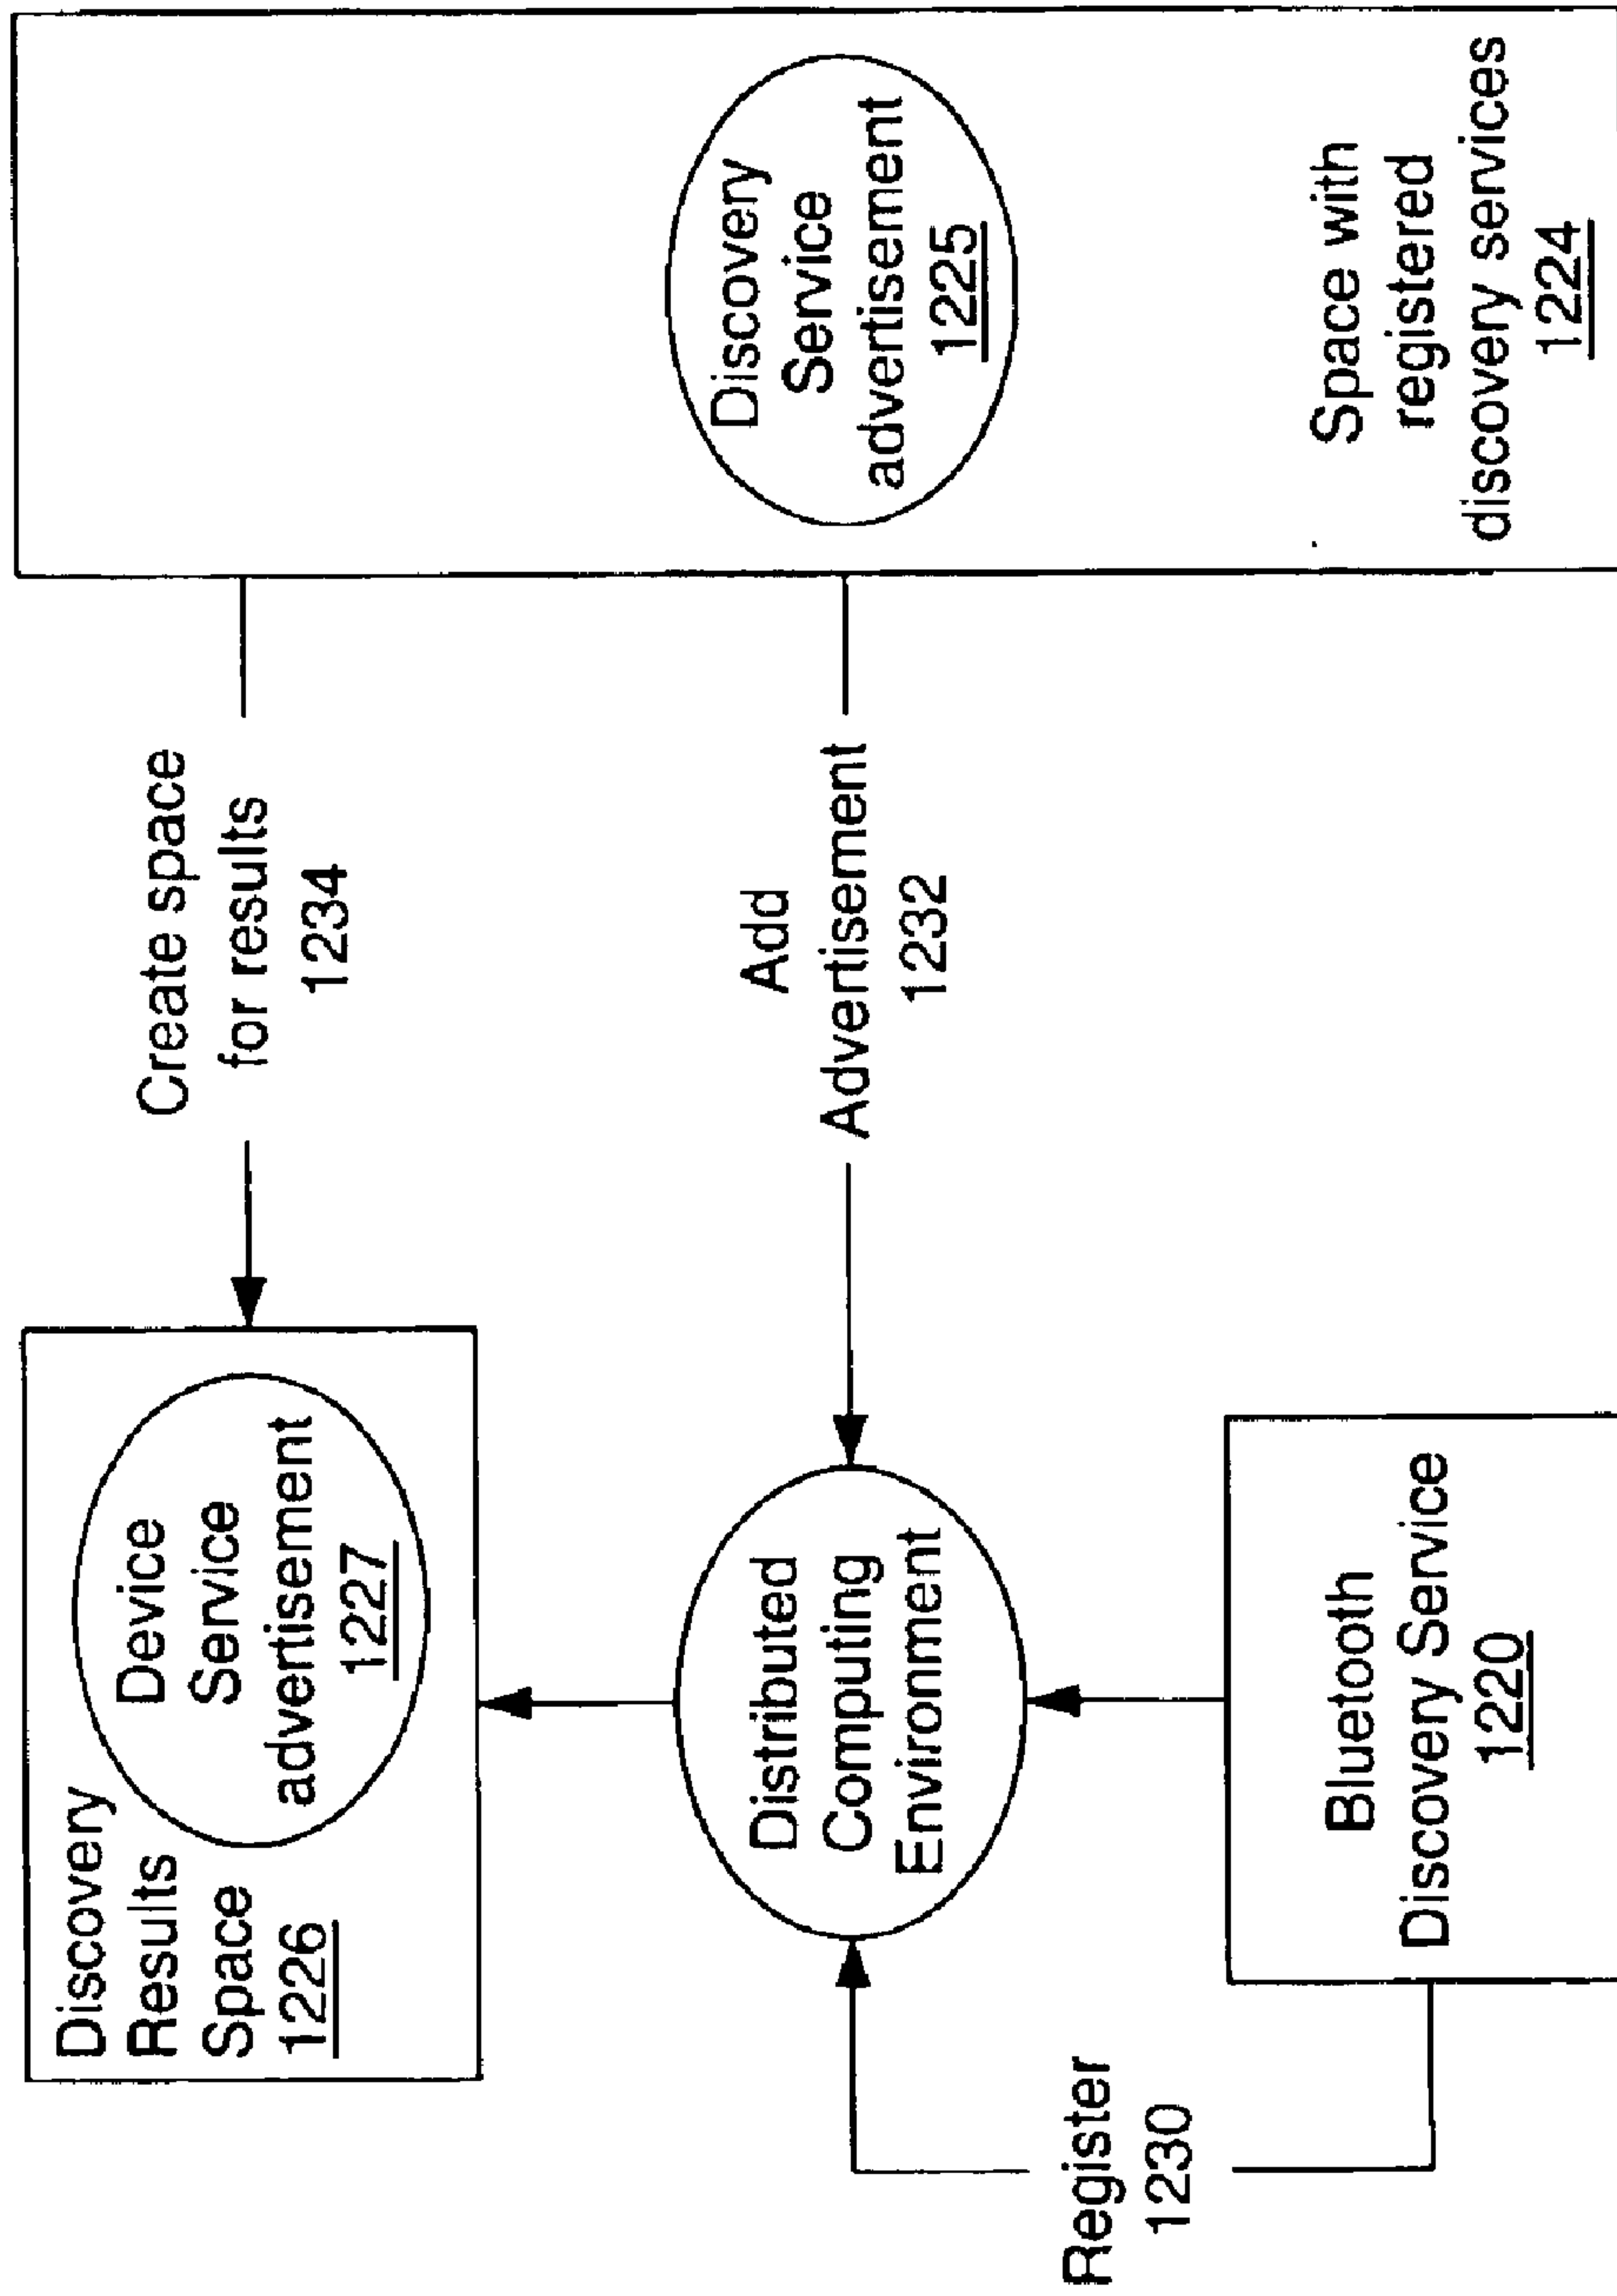 Discovery
Results
Space
1226
Device
Service
advertisement
1227
Create space
for results
1234
Distributed
Computing
Environment
Add
Advertisement
1232
Discovery
Service
advertisement
1225
Register
1230
Bluetooth
Discovery Service
1220
Space with
registered
discovery services
1224